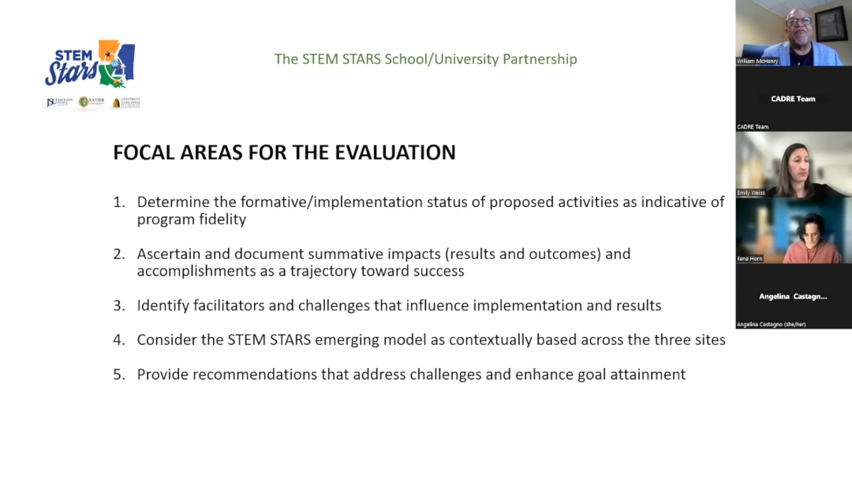 STEM
Stars
The STEM STARS School/University Partnership
FOCAL AREAS FOR THE EVALUATION
1. Determine the formative/implementation status of proposed activities as indicative of
program fidelity
2. Ascertain and document summative impacts (results and outcomes) and
accomplishments as a trajectory toward success
3. Identify facilitators and challenges that influence implementation and results
4. Consider the STEM STARS emerging model as contextually based across the three sites
5. Provide recommendations that address challenges and enhance goal attainment
William McHenry
CADRE Team
CADRE Team
Emily Weiss
Ilana Horn
Angelina Castagn...
Angelina Castagno (she/her)